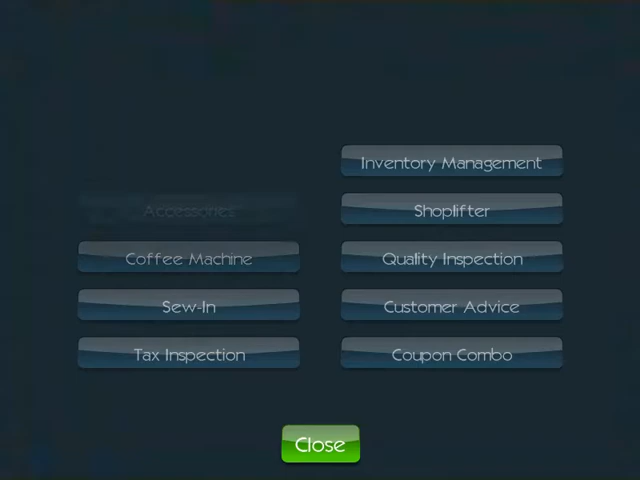 Inventory Management
Accessories
Shoplifter
Coffee Machine
Quality Inspection
Sew-In
Customer Advice
Tax Inspection
Coupon Combo
Close